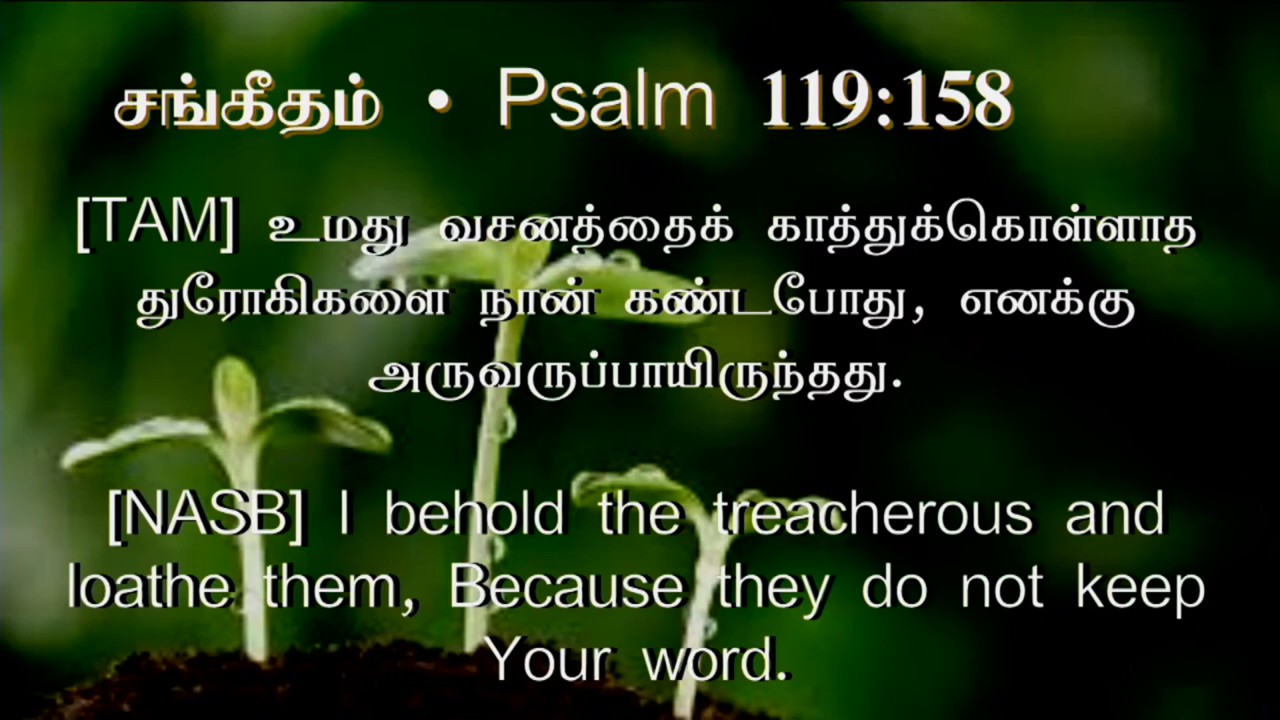 சங்கீதம் • Psalm 119:158
[TAM] உமது வசனத்தைக் காத்துக்கொள்ளாத
துரோகிகளை நான் கண்டபோது, எனக்கு
அருவருப்பாயிருந்தது.
[NASB] I behold the treacherous and
loathe them, Because they do not keep
Your word.